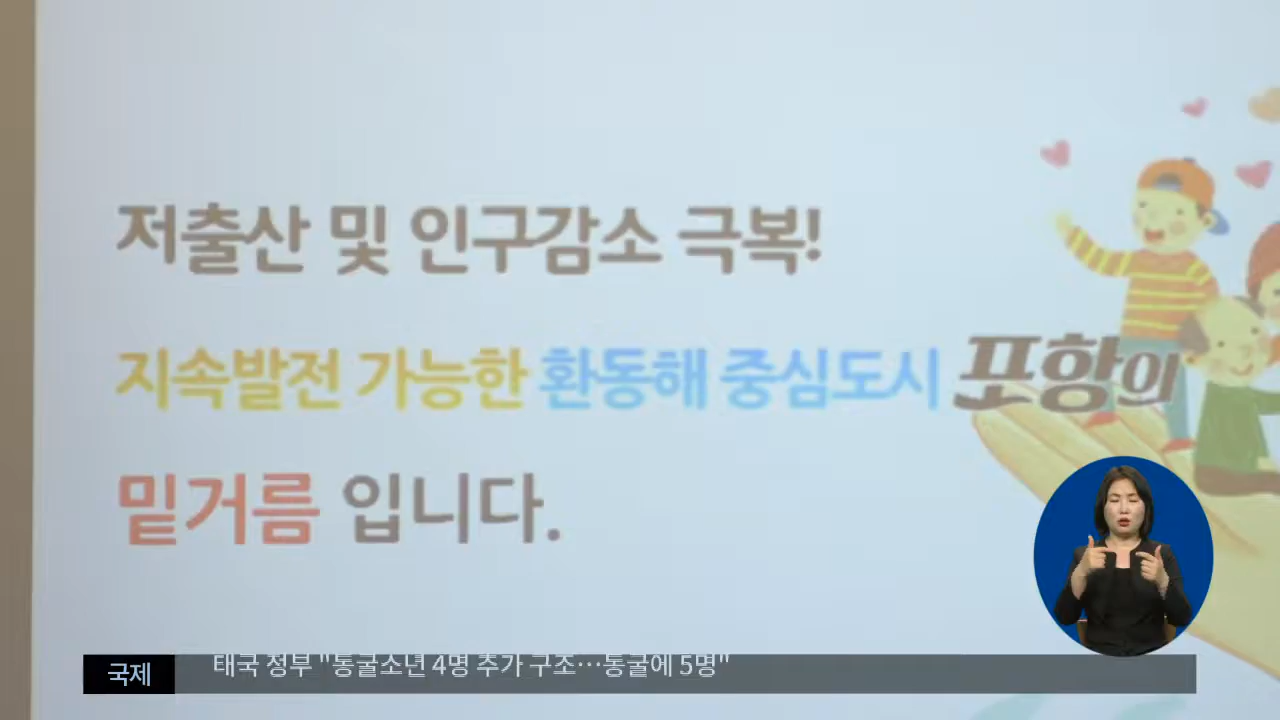 저출산 및 인구감소 극복!
지속발전 가능한 환동해 중심도시 포항의
밑거름 입니다.
국제 태국 정부 "동굴소년 4명 추가 구조…동굴에 5명"